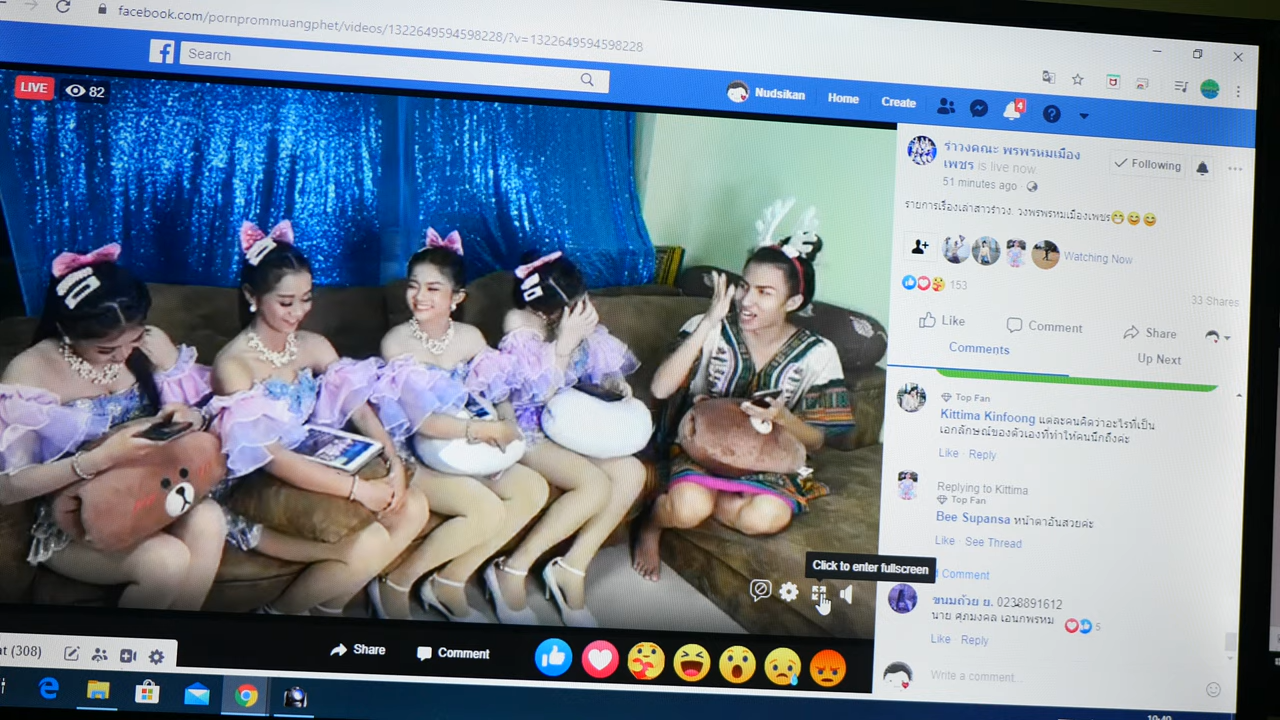 facebook.com/pornprommuangphet/videos/1322649594598228/?v=1322649594598228
Search
Nudsikan
Home
Create
4
LIVE
82
รำวงคณะ พรพรหมเมือง
เพชร is live now
Following
51 minutes ago
รายการเรื่องเล่าสาวรำวง. วงพรพรหมเมืองเพชร
Watching Now
153
33 Shares
Like
Comment
Share
Comments
Up Next
Top Fan
Kittima Kinfoong แต่ละคนคิดว่าอะไรที่เป็น
เอกลักษณ์ของตัวเองที่ทำให้คนนึกถึงคะ
Like · Reply
Replying to Kittima
Top Fan
Bee Supansa หน้าตาอันสวยค่ะ
Like · See Thread
Click to enter fullscreen
Comment
ขนมถ้วย ย. 0238891612
นาย ศุภมงคล เอนกพรหม
5
Like Reply
Write a comment...
(308)
Share
Comment